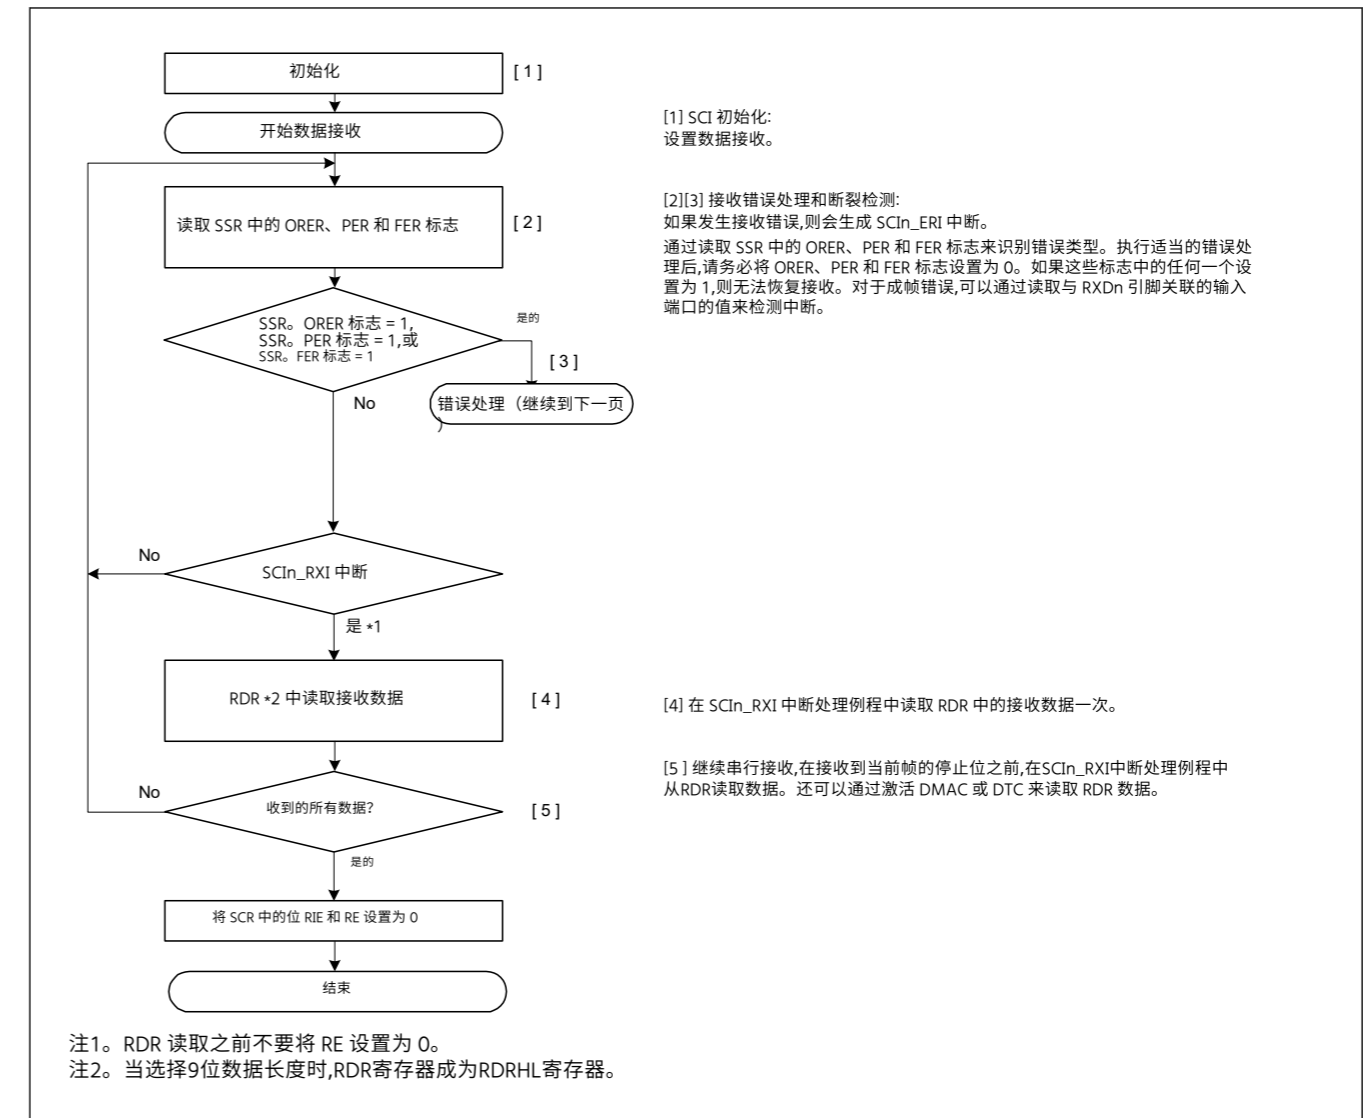 初始化
[ 1 ]
开始数据接收
[1] SCI 初始化:
设置数据接收。
读取 SSR 中的 ORER、PER 和 FER 标志
[ 2 ]
[2][3] 接收错误处理和断裂检测:
如果发生接收错误,则会生成 SCIn_ERI 中断。
通过读取 SSR 中的 ORER、PER 和 FER 标志来识别错误类型。执行适当的错误处
理后,请务必将 ORER、PER 和 FER 标志设置为 0。如果这些标志中的任何一个设
置为 1,则无法恢复接收。对于成帧错误,可以通过读取与 RXDn 引脚关联的输入
端口的值来检测中断。
SSR。ORER 标志 = 1,
SSR。PER 标志 = 1,或
SSR。FER 标志 = 1
是的
[ 3 ]
No
错误处理（继续到下一页
）
No
SCIn_RXI 中断
是 *1
RDR *2 中读取接收数据
[ 4 ]
[4] 在 SCIn_RXI 中断处理例程中读取 RDR 中的接收数据一次。
No
收到的所有数据?
[ 5 ]
[5 ] 继续串行接收,在接收到当前帧的停止位之前,在SCIn_RXI中断处理例程中
从RDR读取数据。还可以通过激活 DMAC 或 DTC 来读取 RDR 数据。
是的
将 SCR 中的位 RIE 和 RE 设置为 0
结束
注1。RDR 读取之前不要将 RE 设置为 0。
注2。当选择9位数据长度时,RDR寄存器成为RDRHL寄存器。